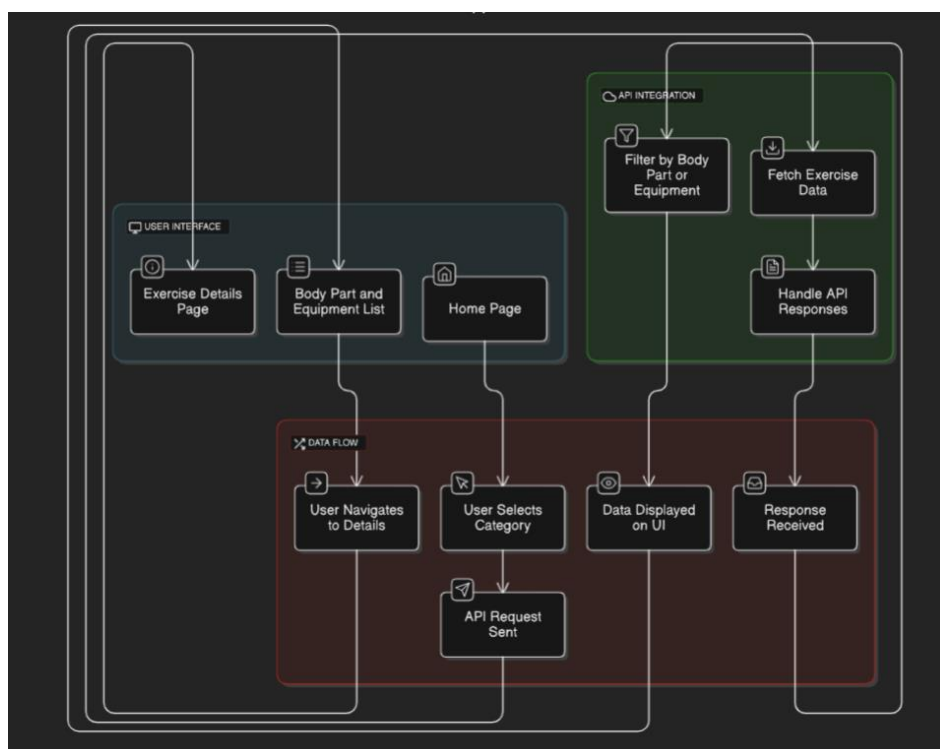 API INTEGRATION
Filter by Body
Part or
Equipment
Fetch Exercise
Data
USER INTERFACE
Exercise Details
Page
Body Part and
Equipment List
Home Page
Handle API
Responses
DATA FLOW
User Navigates
to Details
User Selects
Category
Data Displayed
on UI
Response
Received
API Request
Sent